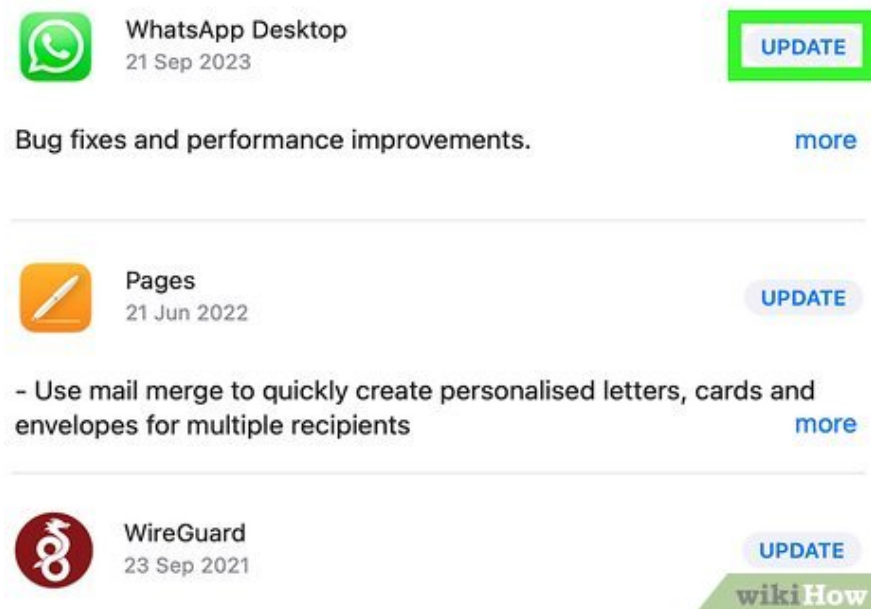 WhatsApp Desktop
21 Sep 2023
UPDATE
Bug fixes and performance improvements.
more
Pages
21 Jun 2022
UPDATE
- Use mail merge to quickly create personalised letters, cards and
envelopes for multiple recipients
more
WireGuard
23 Sep 2021
UPDATE
wikiHow